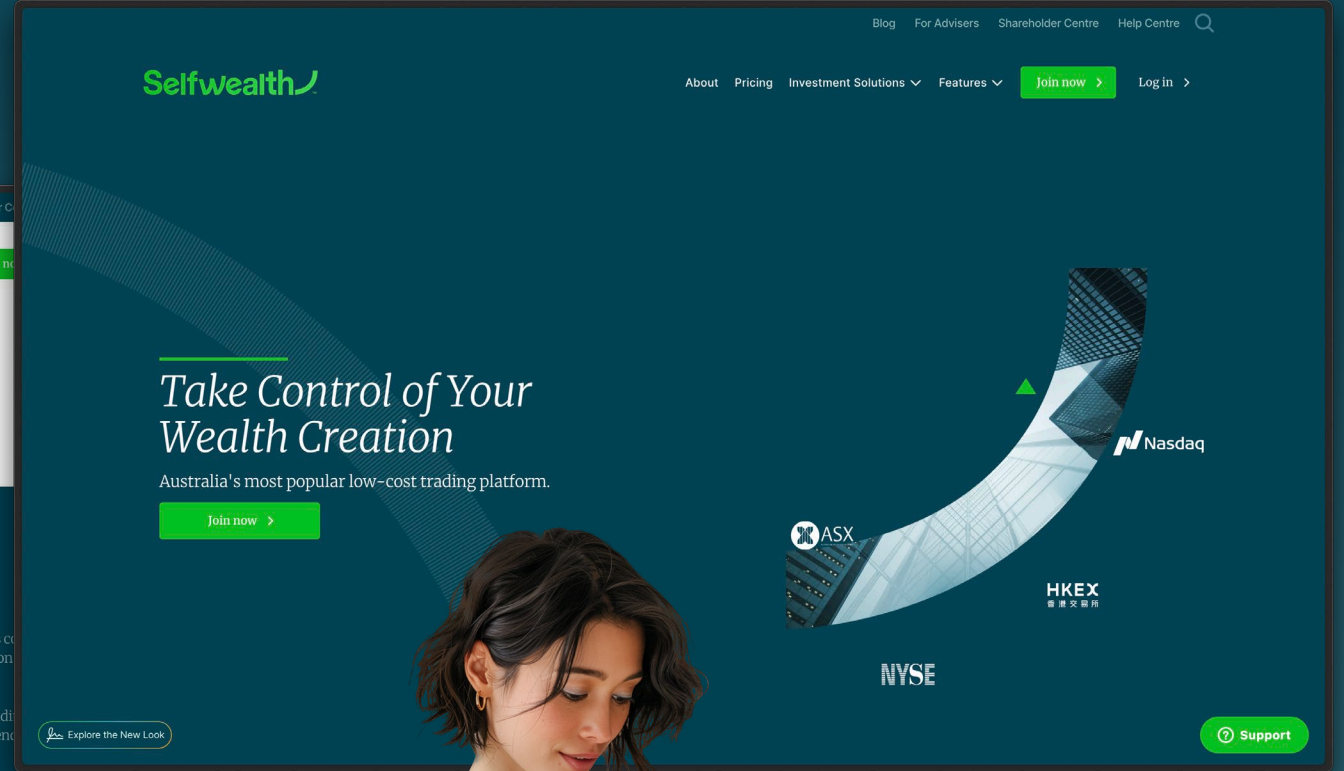 Blog For Advisers Shareholder Centre Help Centre
Selfwealth
About Pricing Investment Solutions Features Join now Log in
Take Control of Your
Wealth Creation
Australia's most popular low-cost trading platform.
Join now
Nasdaq
ASX
HKEX
香港交易所
NYSE
Explore the New Look
Support